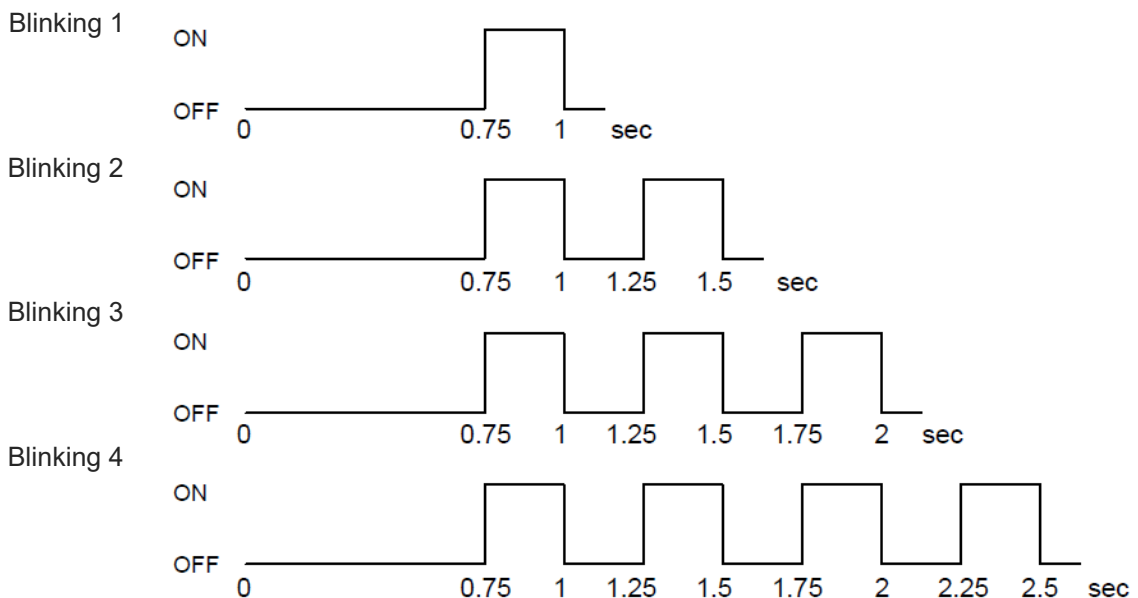 Blinking 1
ON
OFF
0 0.75 1 sec
Blinking 2
ON
OFF
0 0.75 1 1.25 1.5 sec
Blinking 3
ON
OFF
0 0.75 1 1.25 1.5 1.75 2 sec
Blinking 4
ON
OFF
0 0.75 1 1.25 1.5 1.75 2 2.25 2.5 sec